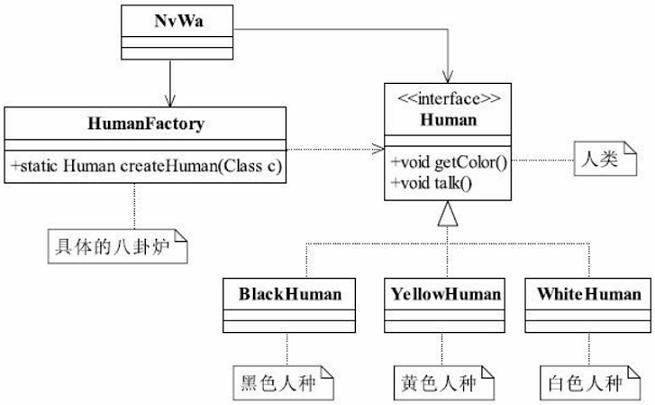 NvWa
HumanFactory
+static Human createHuman(Class c)
具体的八卦炉
<<interface>>
Human
+void getColor()
+void talk()
人类
BlackHuman
YellowHuman
WhiteHuman
黑色人种
黄色人种
白色人种